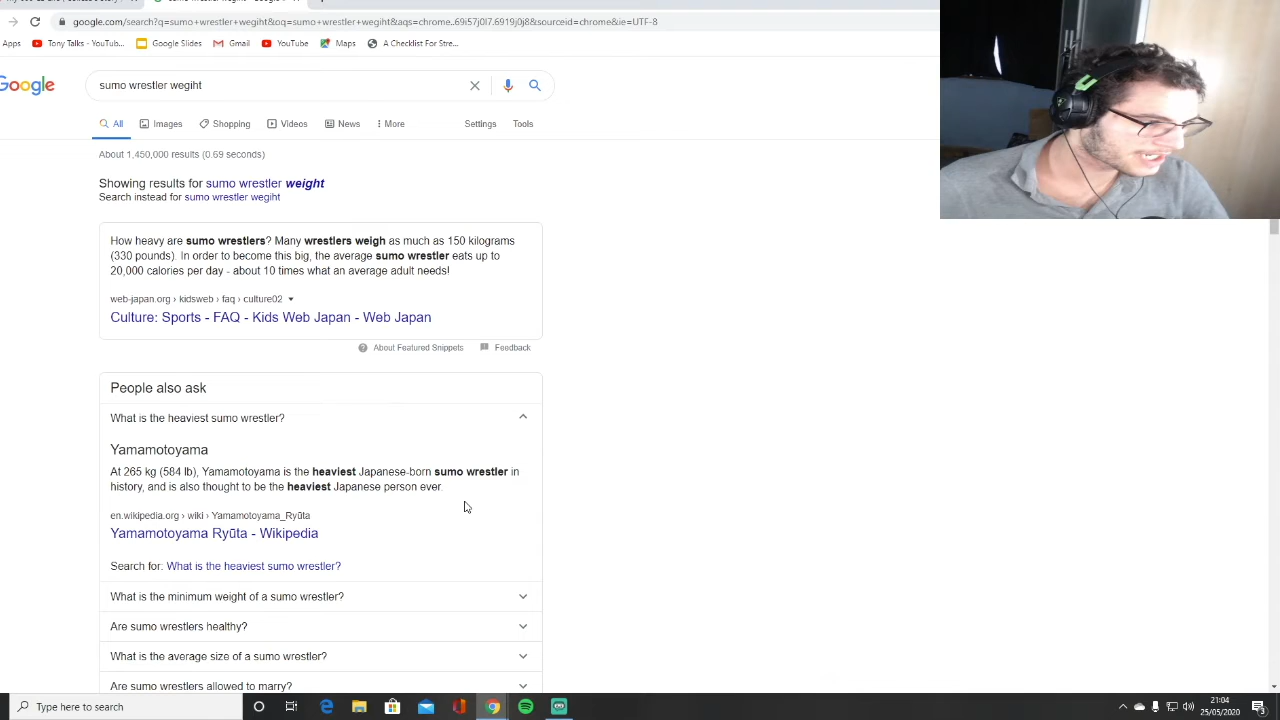 google.com/search?q=sumo+wrestler+wegiht&oq=sumo+wrestler+wegiht&aqs=chrome..69i57j0l7.6919j0j8&sourceid=chrome&ie=UTF-8
Apps Tony Talks - YouTub... Google Slides Gmail YouTube Maps A Checklist For Stre...
Google
sumo wrestler wegiht
All Images Shopping Videos News More Settings Tools
About 1,450,000 results (0.69 seconds)
Showing results for sumo wrestler weight
Search instead for sumo wrestler wegiht
How heavy are sumo wrestlers? Many wrestlers weigh as much as 150 kilograms
(330 pounds). In order to become this big, the average sumo wrestler eats up to
20,000 calories per day - about 10 times what an average adult needs!
web-japan.org › kidsweb › faq › culture02
Culture: Sports - FAQ - Kids Web Japan - Web Japan
About Featured Snippets Feedback
People also ask
What is the heaviest sumo wrestler?
Yamamotoyama
At 265 kg (584 lb), Yamamotoyama is the heaviest Japanese-born sumo wrestler in
history, and is also thought to be the heaviest Japanese person ever.
en.wikipedia.org › wiki › Yamamotoyama_Ryūta
Yamamotoyama Ryūta - Wikipedia
Search for: What is the heaviest sumo wrestler?
What is the minimum weight of a sumo wrestler?
Are sumo wrestlers healthy?
What is the average size of a sumo wrestler?
Are sumo wrestlers allowed to marry?
Type here to search
21:04
25/05/2020